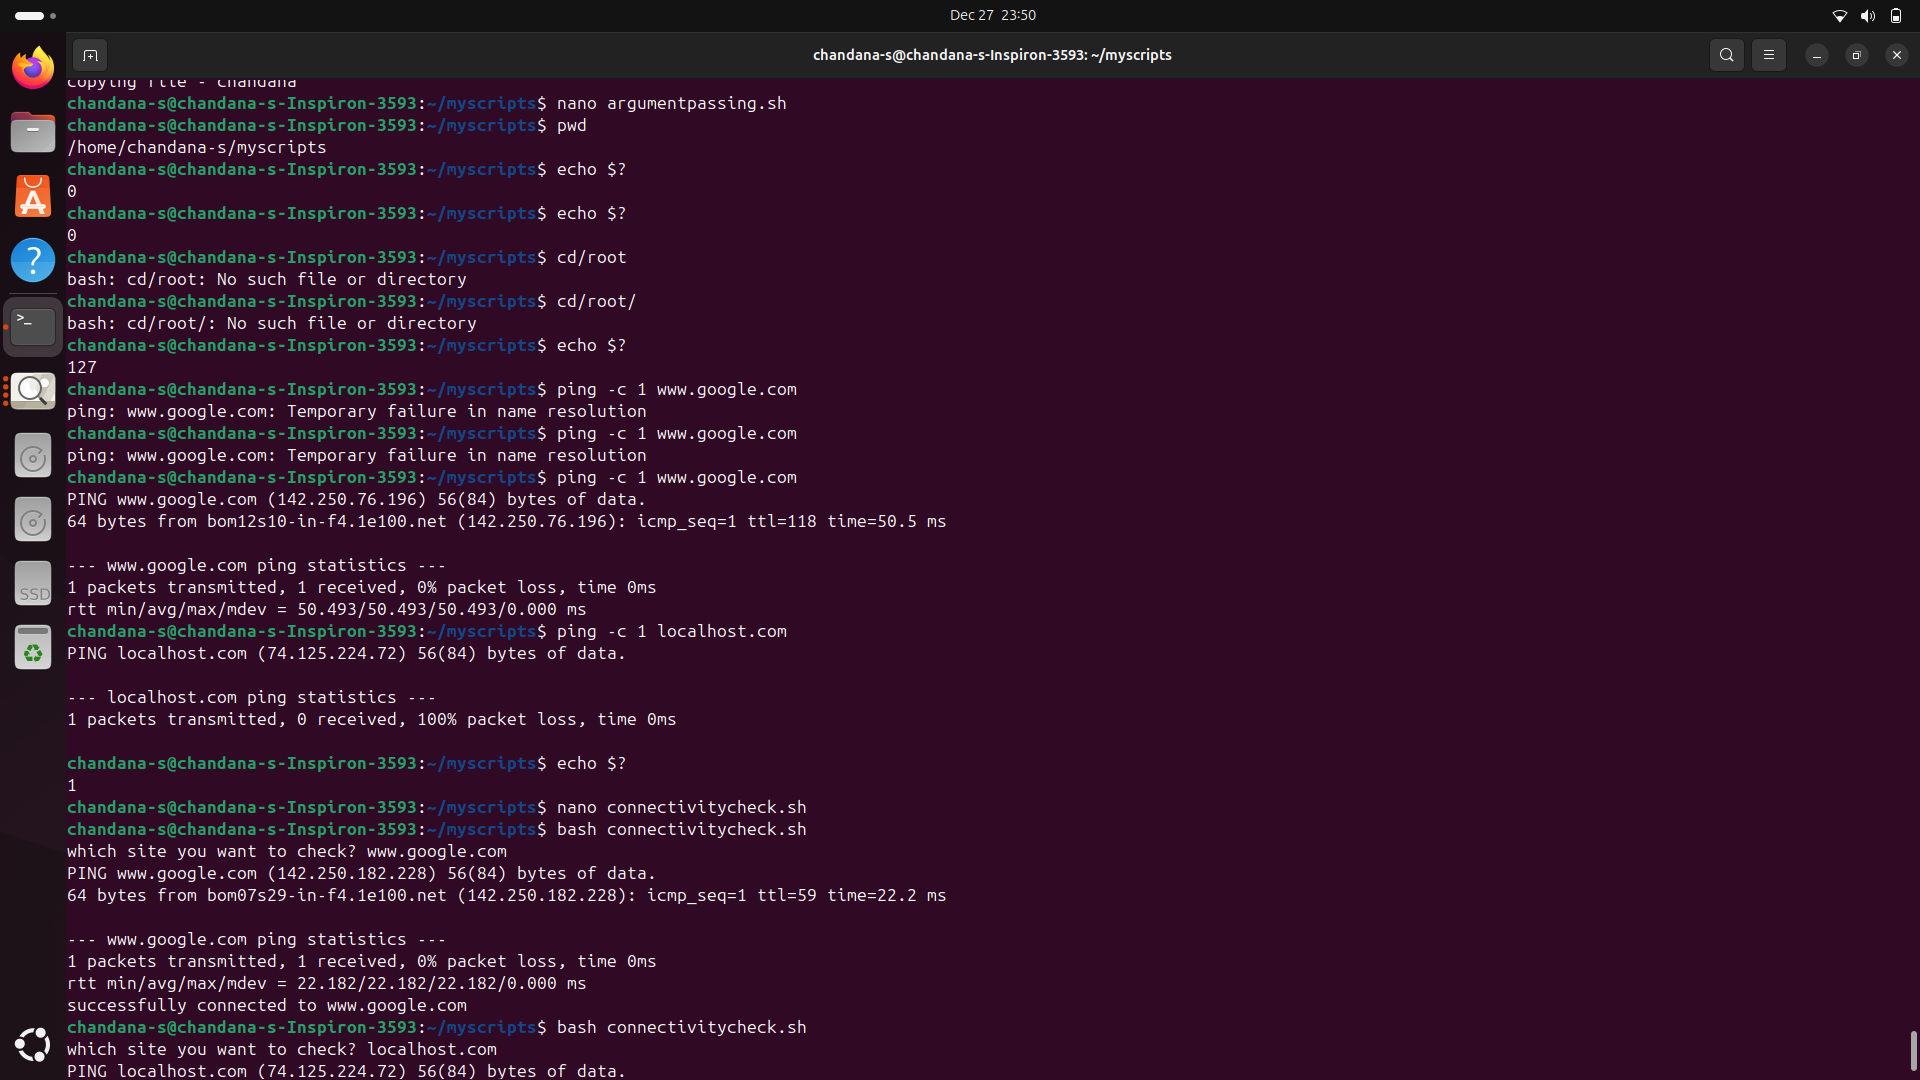 Dec 27 23:50
chandana-s@chandana-s-Inspiron-3593: ~/myscripts
copying file - chandana
chandana-s@chandana-s-Inspiron-3593:~/myscripts$ nano argumentpassing.sh
chandana-s@chandana-s-Inspiron-3593:~/myscripts$ pwd
/home/chandana-s/myscripts
chandana-s@chandana-s-Inspiron-3593:~/myscripts$ echo $?
0
chandana-s@chandana-s-Inspiron-3593:~/myscripts$ echo $?
0
chandana-s@chandana-s-Inspiron-3593:~/myscripts$ cd/root
bash: cd/root: No such file or directory
chandana-s@chandana-s-Inspiron-3593:~/myscripts$ cd/root/
bash: cd/root/: No such file or directory
chandana-s@chandana-s-Inspiron-3593:~/myscripts$ echo $?
127
chandana-s@chandana-s-Inspiron-3593:~/myscripts$ ping -c 1 www.google.com
ping: www.google.com: Temporary failure in name resolution
chandana-s@chandana-s-Inspiron-3593:~/myscripts$ ping -c 1 www.google.com
ping: www.google.com: Temporary failure in name resolution
chandana-s@chandana-s-Inspiron-3593:~/myscripts$ ping -c 1 www.google.com
PING www.google.com (142.250.76.196) 56(84) bytes of data.
64 bytes from bom12s10-in-f4.1e100.net (142.250.76.196): icmp_seq=1 ttl=118 time=50.5 ms
--- www.google.com ping statistics ---
1 packets transmitted, 1 received, 0% packet loss, time 0ms
rtt min/avg/max/mdev = 50.493/50.493/50.493/0.000 ms
chandana-s@chandana-s-Inspiron-3593:~/myscripts$ ping -c 1 localhost.com
PING localhost.com (74.125.224.72) 56(84) bytes of data.
--- localhost.com ping statistics ---
1 packets transmitted, 0 received, 100% packet loss, time 0ms
chandana-s@chandana-s-Inspiron-3593:~/myscripts$ echo $?
1
chandana-s@chandana-s-Inspiron-3593:~/myscripts$ nano connectivitycheck.sh
chandana-s@chandana-s-Inspiron-3593:~/myscripts$ bash connectivitycheck.sh
which site you want to check? www.google.com
PING www.google.com (142.250.182.228) 56(84) bytes of data.
64 bytes from bom07s29-in-f4.1e100.net (142.250.182.228): icmp_seq=1 ttl=59 time=22.2 ms
--- www.google.com ping statistics ---
1 packets transmitted, 1 received, 0% packet loss, time 0ms
rtt min/avg/max/mdev = 22.182/22.182/22.182/0.000 ms
successfully connected to www.google.com
chandana-s@chandana-s-Inspiron-3593:~/myscripts$ bash connectivitycheck.sh
which site you want to check? localhost.com
PING localhost.com (74.125.224.72) 56(84) bytes of data.
SSD